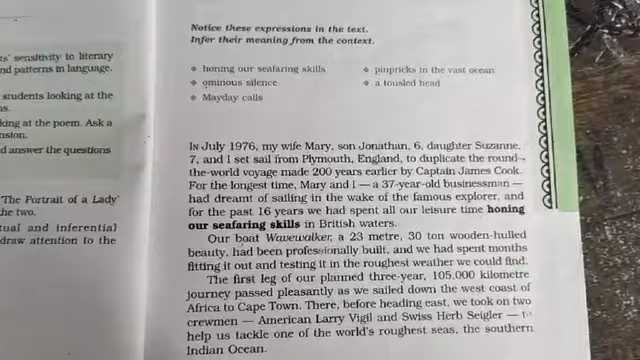 s' sensitivity to literary
nd patterns in language.
students looking at the
s.
king at the poem. Ask a
nsion.
d answer the questions
'The Portrait of a Lady'
he two.
tual and inferential
draw attention to the
Notice these expressions in the text.
Infer their meaning from the context.
honing our seafaring skills
ominous silence
Mayday calls
pinpricks in the vast ocean
a tousled head
IN July 1976, my wife Mary, son Jonathan, 6, daughter Suzanne,
7, and I set sail from Plymouth, England, to duplicate the round-
the-world voyage made 200 years earlier by Captain James Cook.
For the longest time, Mary and I — a 37-year-old businessman —
had dreamt of sailing in the wake of the famous explorer, and
for the past 16 years we had spent all our leisure time honing
our seafaring skills in British waters.
Our boat Wavewalker, a 23 metre, 30 ton wooden-hulled
beauty, had been professionally built, and we had spent months
fitting it out and testing it in the roughest weather we could find.
The first leg of our planned three-year, 105,000 kilometre
journey passed pleasantly as we sailed down the west coast of
Africa to Cape Town. There, before heading east, we took on two
crewmen — American Larry Vigil and Swiss Herb Seigler — to
help us tackle one of the world's roughest seas, the southern
Indian Ocean.